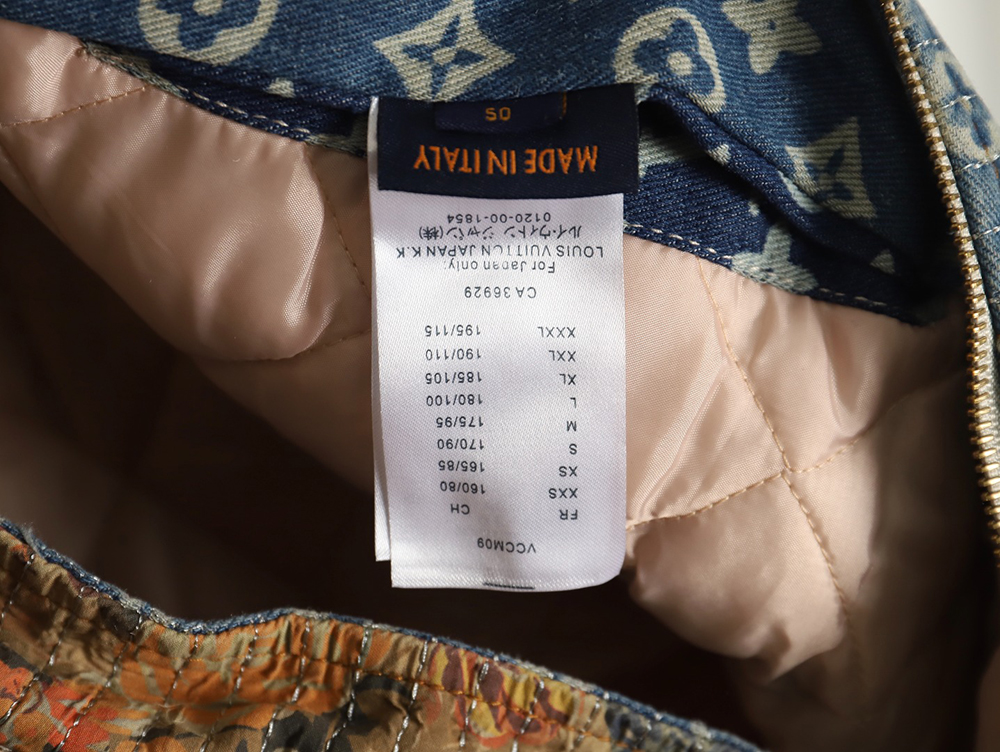 VCCM09
FR CH
XXS 160/80
XS 165/85
S 170/90
M 175/95
L 180/100
XL 185/105
XXL 190/110
XXXL 195/115
CA 36929
For Japan only:
LOUIS VUITTON JAPAN K.K
ルイ・ヴィトン ジャパン(株)
0120-00-1854
MADE IN ITALY